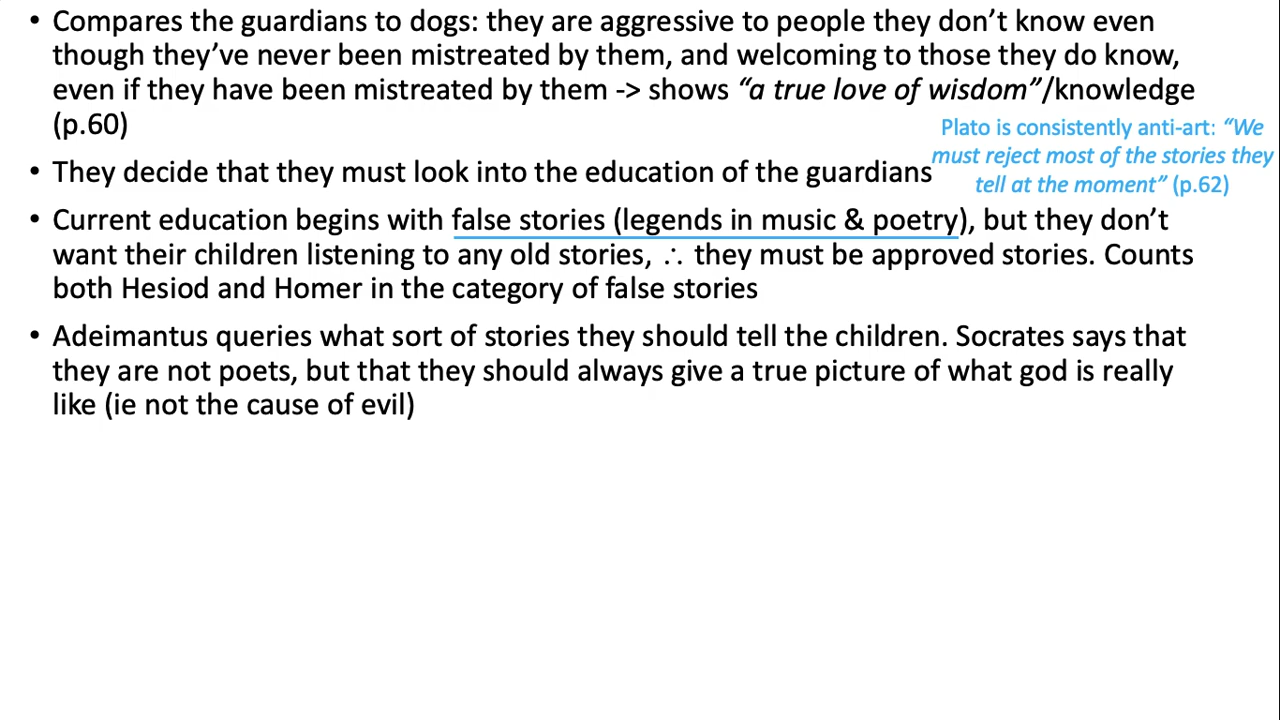 • Compares the guardians to dogs: they are aggressive to people they don’t know even
though they’ve never been mistreated by them, and welcoming to those they do know,
even if they have been mistreated by them -> shows “a true love of wisdom”/knowledge
(p.60)
Plato is consistently anti-art: “We
must reject most of the stories they
tell at the moment” (p.62)
• They decide that they must look into the education of the guardians
• Current education begins with false stories (legends in music & poetry), but they don’t
want their children listening to any old stories, ∴ they must be approved stories. Counts
both Hesiod and Homer in the category of false stories
• Adeimantus queries what sort of stories they should tell the children. Socrates says that
they are not poets, but that they should always give a true picture of what god is really
like (ie not the cause of evil)